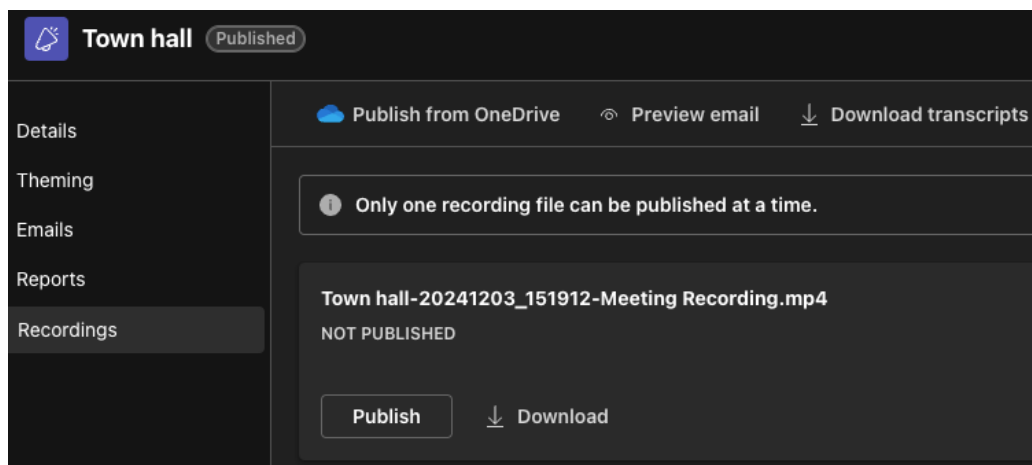 Town hall Published
Details
Theming
Emails
Reports
Recordings
Publish from OneDrive Preview email Download transcripts
Only one recording file can be published at a time.
Town hall-20241203_151912-Meeting Recording.mp4
NOT PUBLISHED
Publish Download